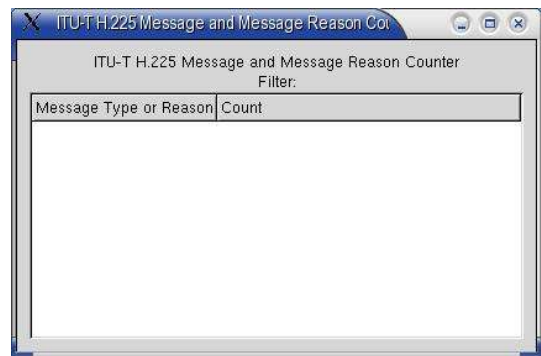 ITU-T H.225 Message and Message Reason Cou
ITU-T H.225 Message and Message Reason Counter
Filter:
Message Type or Reason Count